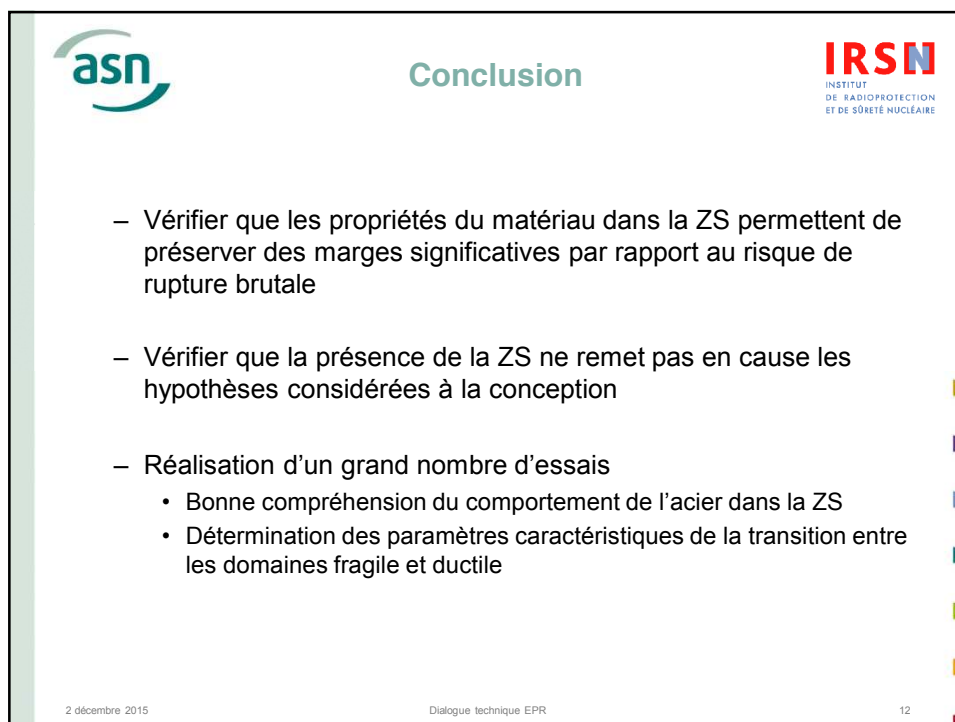 asn
Conclusion
IRSN
INSTITUT
DE RADIOPROTECTION
ET DE SÛRETÉ NUCLÉAIRE
– Vérifier que les propriétés du matériau dans la ZS permettent de
préserver des marges significatives par rapport au risque de
rupture brutale
– Vérifier que la présence de la ZS ne remet pas en cause les
hypothèses considérées à la conception
– Réalisation d'un grand nombre d'essais
• Bonne compréhension du comportement de l'acier dans la ZS
• Détermination des paramètres caractéristiques de la transition entre
les domaines fragile et ductile
2 décembre 2015 Dialogue technique EPR 12